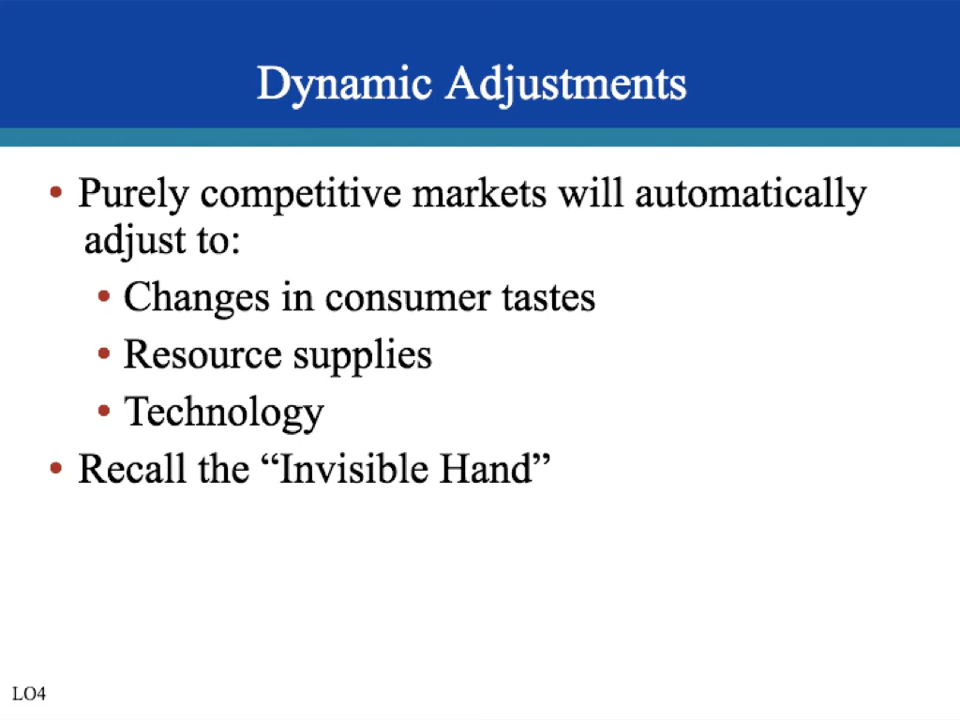 Dynamic Adjustments
• Purely competitive markets will automatically
adjust to:
• Changes in consumer tastes
• Resource supplies
• Technology
• Recall the “Invisible Hand”
LO4